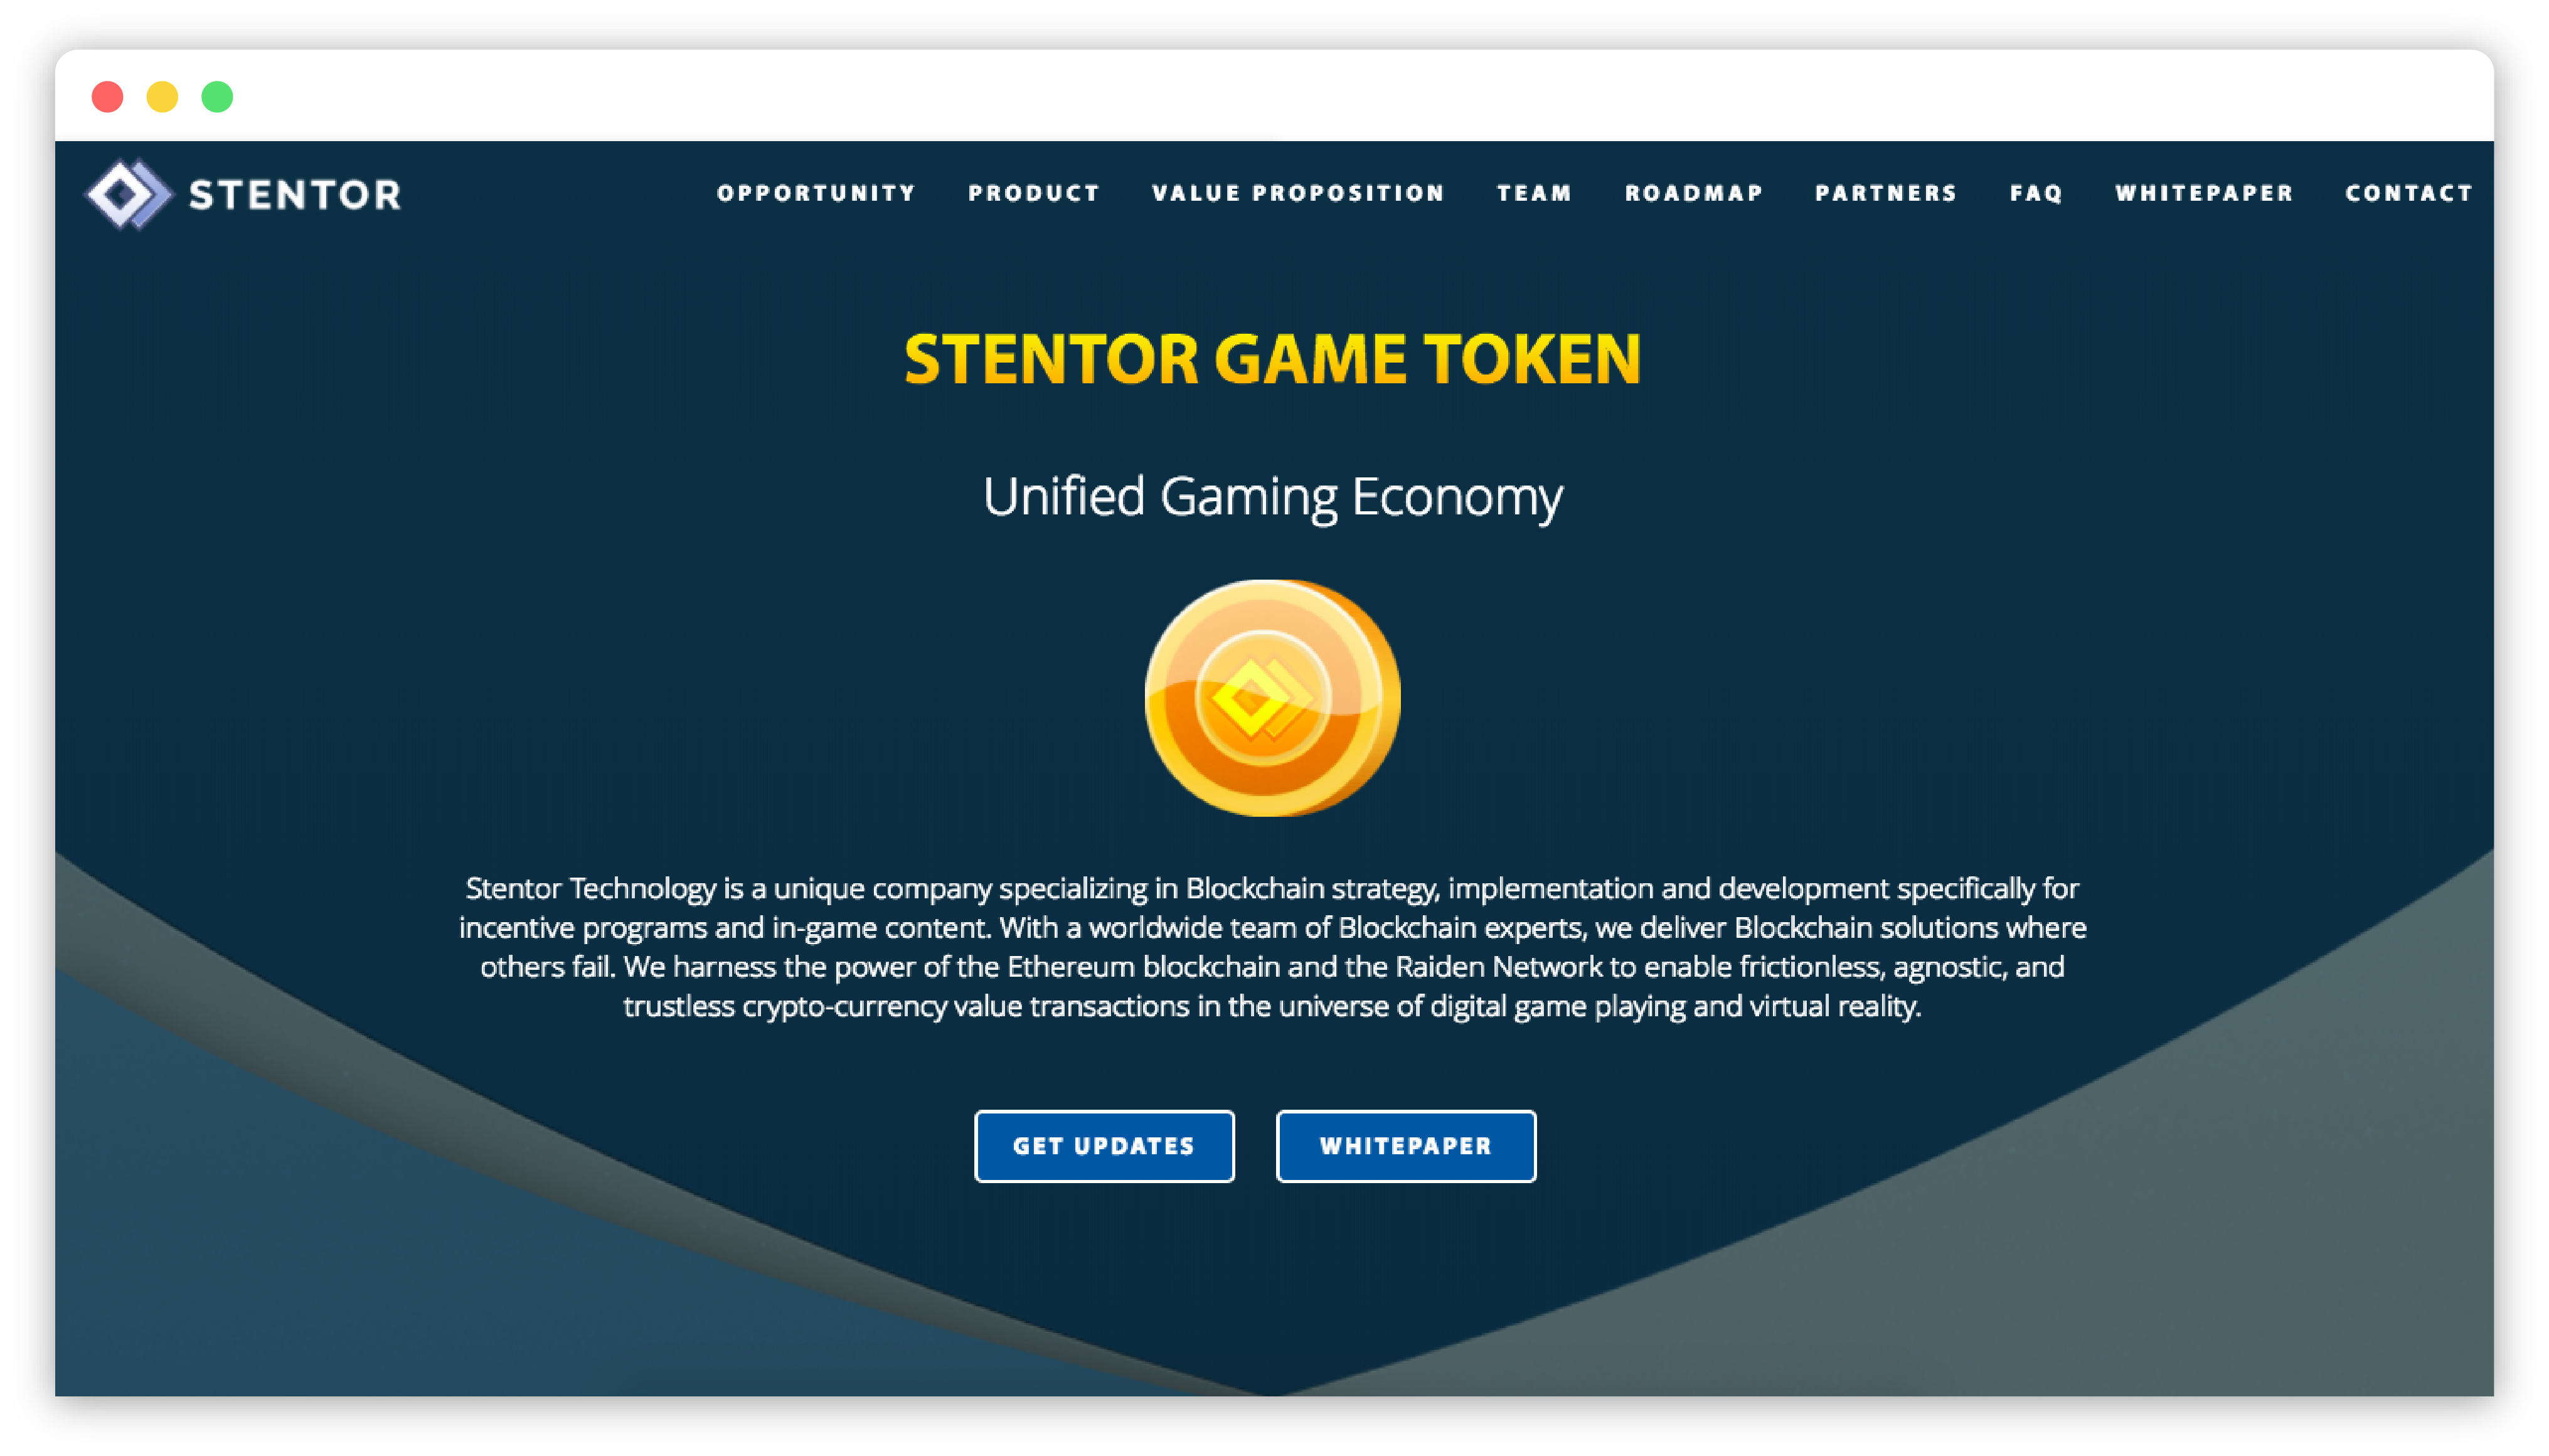 STENTOR
OPPORTUNITY PRODUCT VALUE PROPOSITION TEAM ROADMAP PARTNERS FAQ WHITEPAPER CONTACT
STENTOR GAME TOKEN
Unified Gaming Economy
Stentor Technology is a unique company specializing in Blockchain strategy, implementation and development specifically for
incentive programs and in-game content. With a worldwide team of Blockchain experts, we deliver Blockchain solutions where
others fail. We harness the power of the Ethereum blockchain and the Raiden Network to enable frictionless, agnostic, and
trustless crypto-currency value transactions in the universe of digital game playing and virtual reality.
GET UPDATES WHITEPAPER